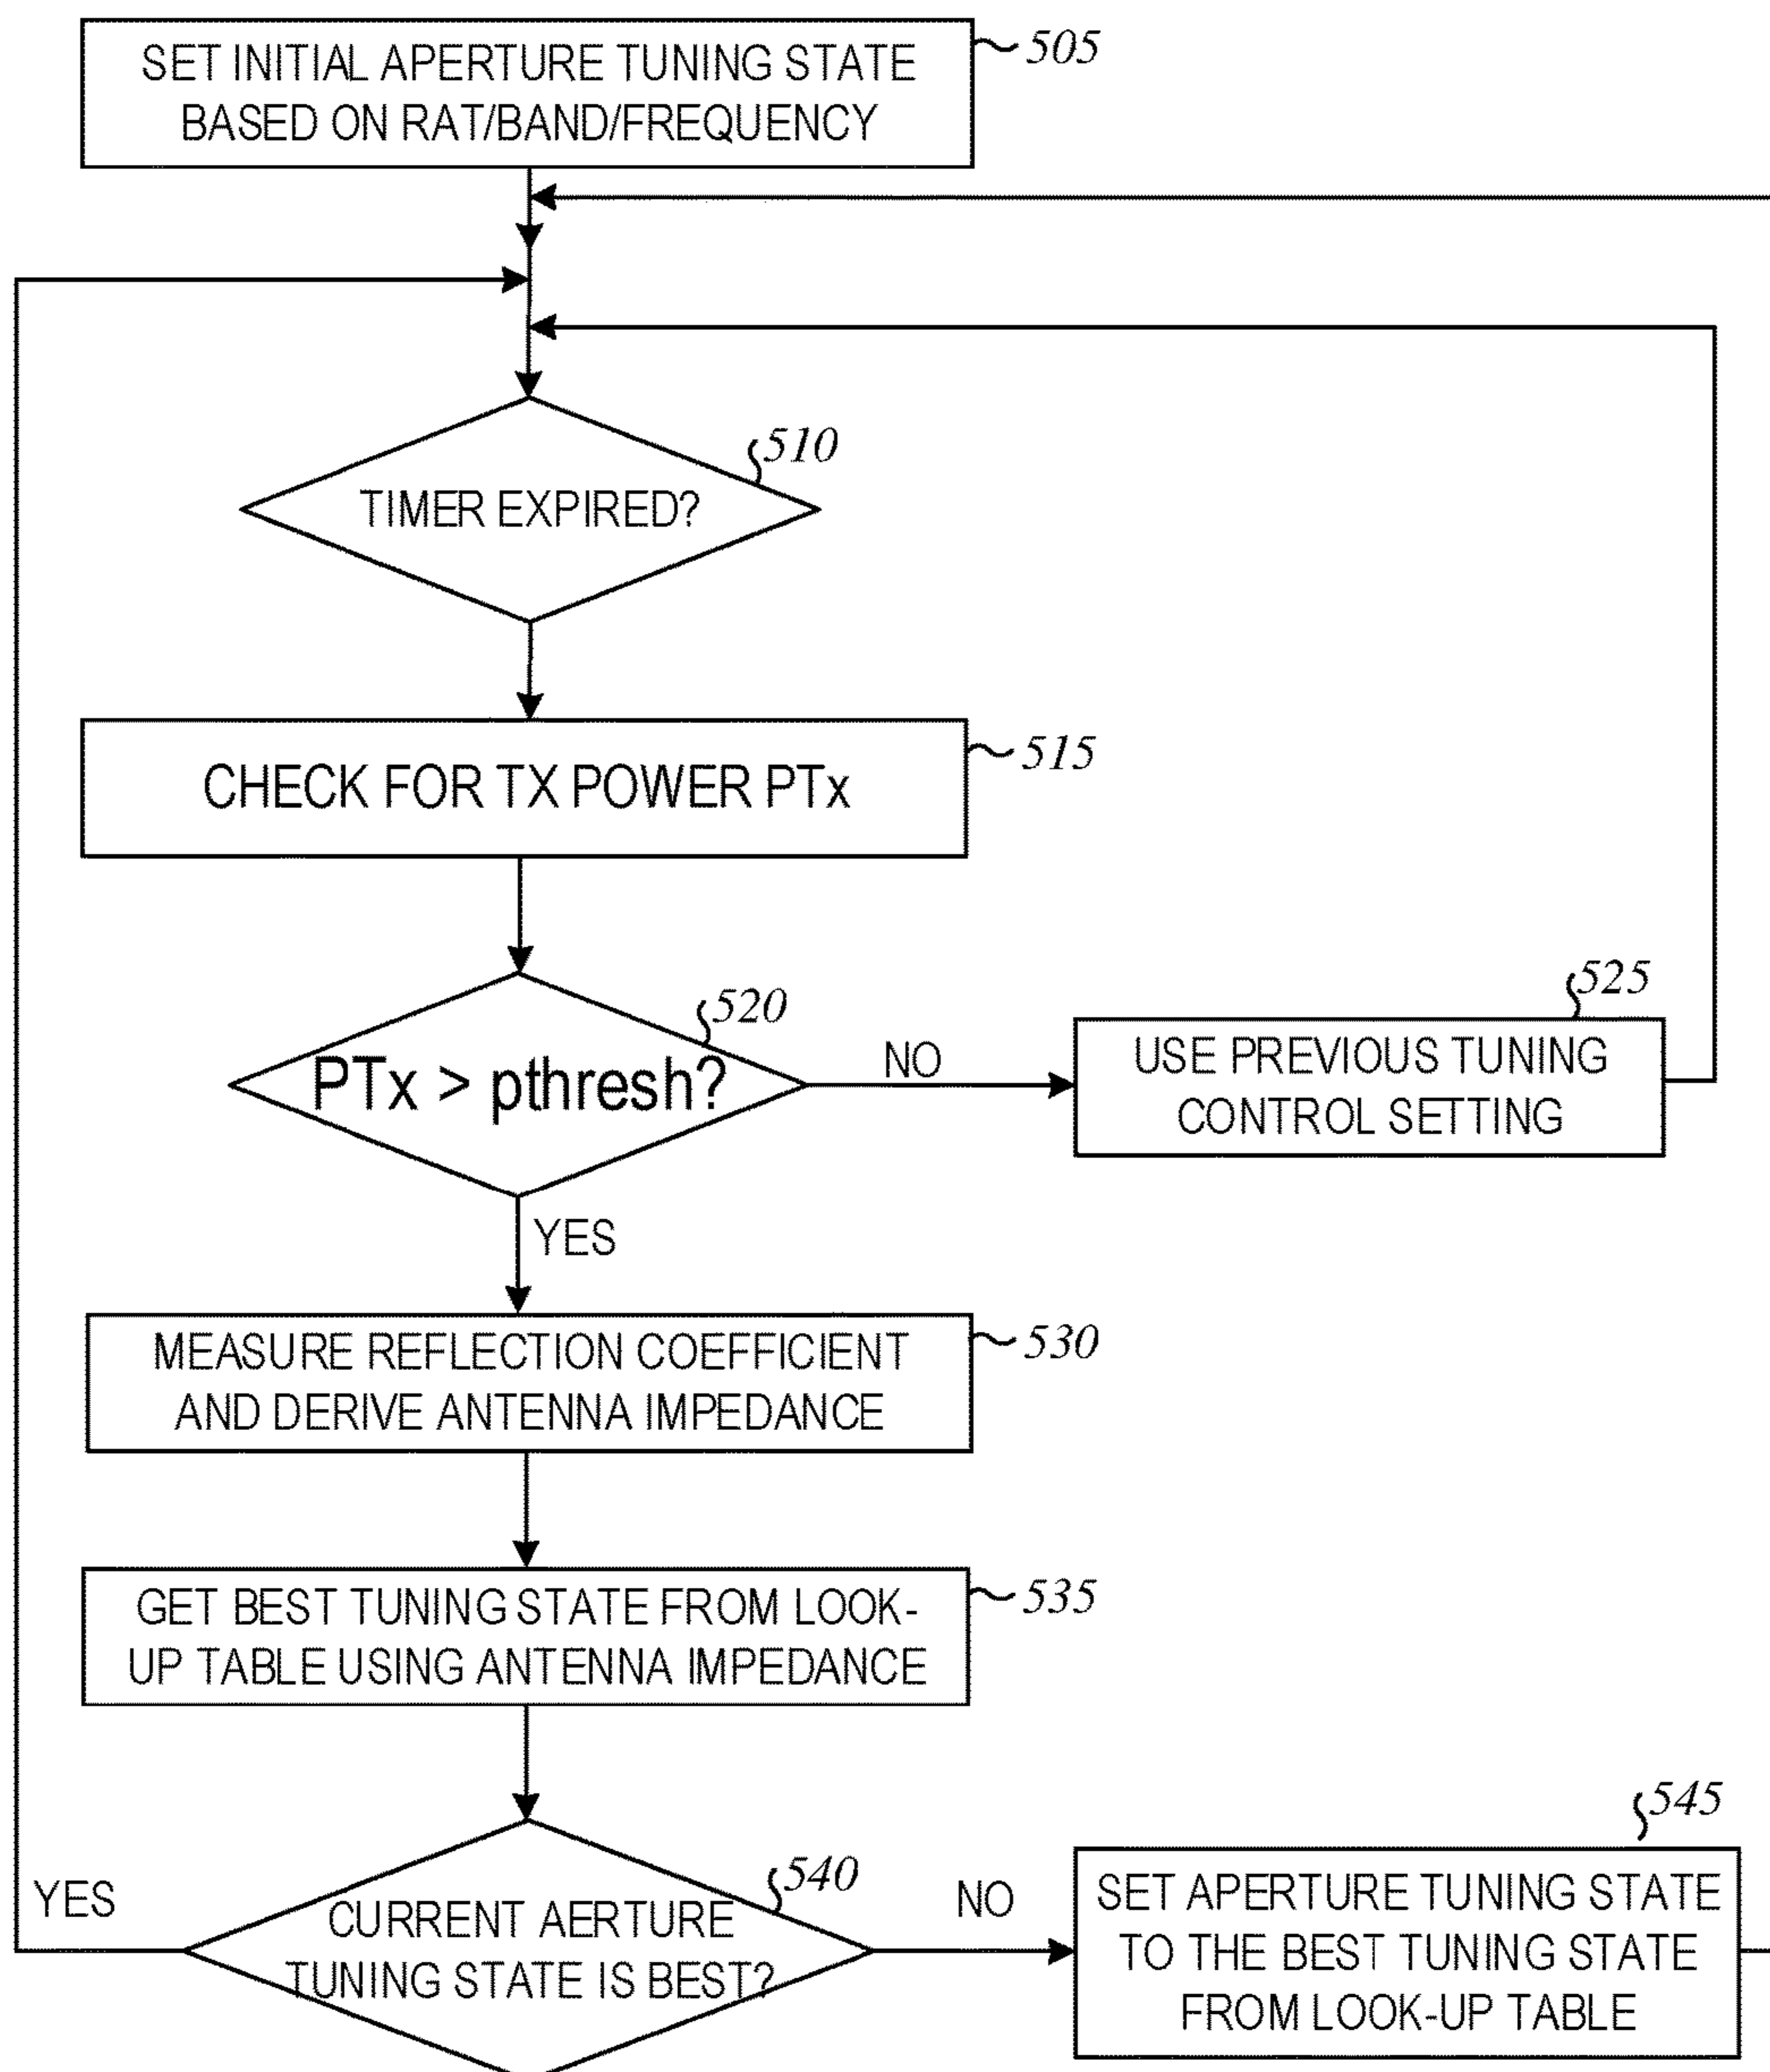 SET INITIAL APERTURE TUNING STATE
BASED ON RAT/BAND/FREQUENCY
505
510
TIMER EXPIRED?
CHECK FOR TX POWER PTx
515
520
PTx > pthresh?
NO
525
USE PREVIOUS TUNING
CONTROL SETTING
YES
MEASURE REFLECTION COEFFICIENT
AND DERIVE ANTENNA IMPEDANCE
530
GET BEST TUNING STATE FROM LOOK-
UP TABLE USING ANTENNA IMPEDANCE
535
YES
540
CURRENT AERTURE
TUNING STATE IS BEST?
NO
545
SET APERTURE TUNING STATE
TO THE BEST TUNING STATE
FROM LOOK-UP TABLE